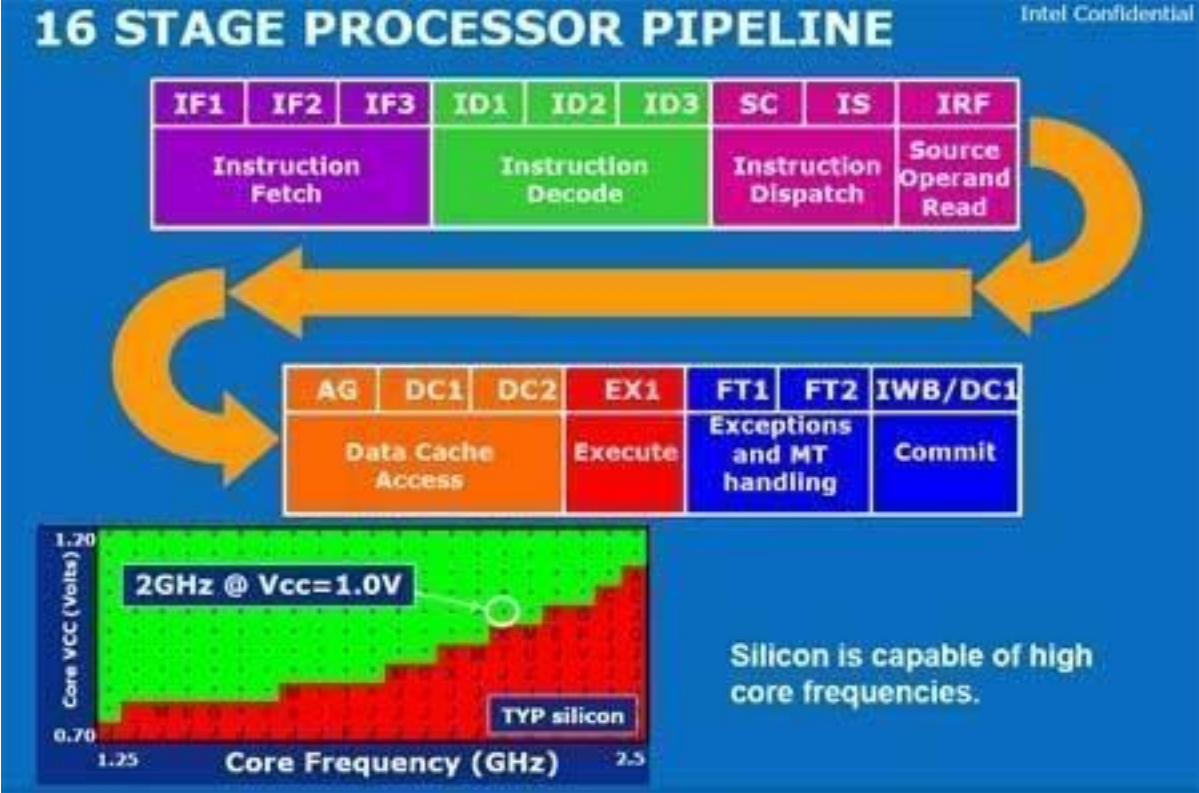 16 STAGE PROCESSOR PIPELINE
Intel Confidential
IF1 IF2 IF3 ID1 ID2 ID3 SC IS IRF
Instruction
Fetch
Instruction
Decode
Instruction
Dispatch
Source
Operand
Read
AG DC1 DC2 EX1 FT1 FT2 IWB/DC1
Data Cache
Access
Execute
Exceptions
and MT
handling
Commit
1.20
Core VCC (Volts)
0.70
2GHz @ Vcc=1.0V
TYP silicon
1.25
Core Frequency (GHz)
2.5
Silicon is capable of high
core frequencies.